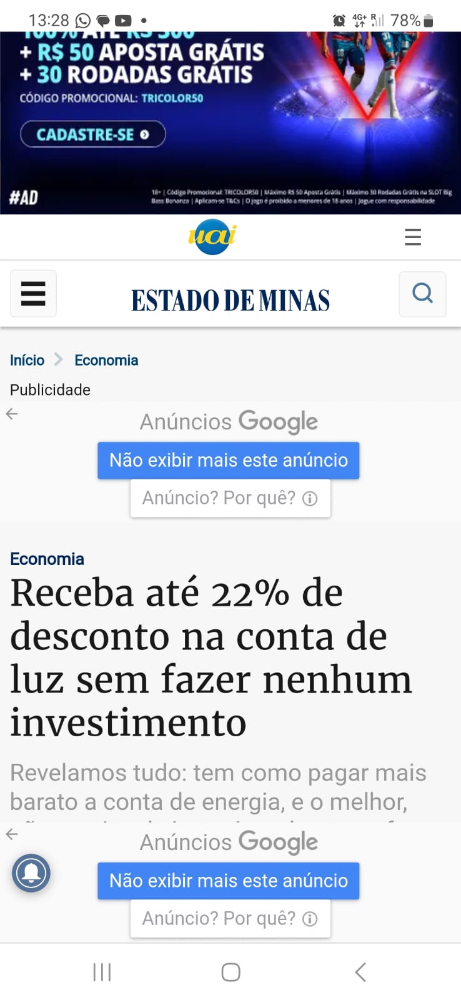 13:28
4G+ R 78%
100% ATÉ R$ 300
+ R$ 50 APOSTA GRÁTIS
+ 30 RODADAS GRÁTIS
CÓDIGO PROMOCIONAL: TRICOLOR50
CADASTRE-SE
#AD
18+ | Código Promocional: TRICOLOR50 | Máximo R$ 50 Aposta Grátis | Máximo 30 Rodadas Grátis na SLOT Big
Bass Bonanza | Aplicam-se T&Cs | O jogo é proibido a menores de 18 anos | Jogue com responsabilidade
uai
ESTADO DE MINAS
Início Economia
Publicidade
Anúncios Google
Não exibir mais este anúncio
Anúncio? Por quê?
Economia
Receba até 22% de
desconto na conta de
luz sem fazer nenhum
investimento
Revelamos tudo: tem como pagar mais
barato a conta de energia, e o melhor,
Anúncios Google
Não exibir mais este anúncio
Anúncio? Por quê?